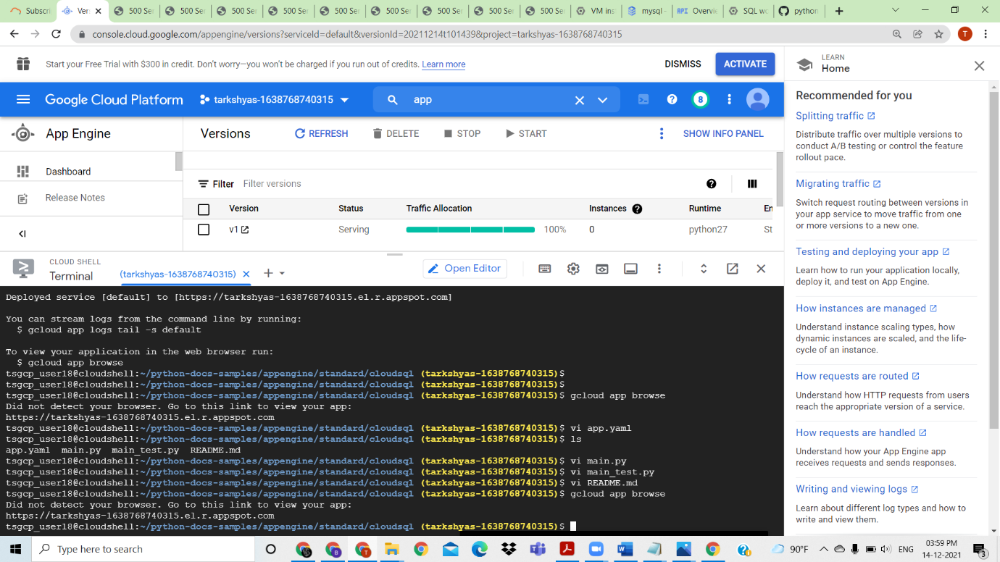 Subscri
Vers
500 Ser
500 Ser
500 Ser
500 Ser
500 Ser
500 Ser
500 Ser
500 Ser
500 Ser
VM ins
mysql -
API Overvie
SQL wo
python
console.cloud.google.com/appengine/versions?serviceId=default&versionId=20211214t101439&project=tarkshyas-1638768740315
T
Start your Free Trial with $300 in credit. Don't worry—you won't be charged if you run out of credits. Learn more
DISMISS
ACTIVATE
Google Cloud Platform
tarkshyas-1638768740315
app
8
App Engine
Versions
REFRESH
DELETE
STOP
START
SHOW INFO PANEL
Dashboard
Release Notes
Filter Filter versions
Version Status Traffic Allocation Instances Runtime En
v1 Serving 100% 0 python27 St
CLOUD SHELL
Terminal
(tarkshyas-1638768740315)
Open Editor
Deployed service [default] to [https://tarkshyas-1638768740315.el.r.appspot.com]
You can stream logs from the command line by running:
$ gcloud app logs tail -s default
To view your application in the web browser run:
$ gcloud app browse
tsgcp_user18@cloudshell:~/python-docs-samples/appengine/standard/cloudsql (tarkshyas-1638768740315)$
tsgcp_user18@cloudshell:~/python-docs-samples/appengine/standard/cloudsql (tarkshyas-1638768740315)$
tsgcp_user18@cloudshell:~/python-docs-samples/appengine/standard/cloudsql (tarkshyas-1638768740315)$ gcloud app browse
Did not detect your browser. Go to this link to view your app:
https://tarkshyas-1638768740315.el.r.appspot.com
tsgcp_user18@cloudshell:~/python-docs-samples/appengine/standard/cloudsql (tarkshyas-1638768740315)$ vi app.yaml
tsgcp_user18@cloudshell:~/python-docs-samples/appengine/standard/cloudsql (tarkshyas-1638768740315)$ ls
app.yaml main.py main_test.py README.md
tsgcp_user18@cloudshell:~/python-docs-samples/appengine/standard/cloudsql (tarkshyas-1638768740315)$ vi main.py
tsgcp_user18@cloudshell:~/python-docs-samples/appengine/standard/cloudsql (tarkshyas-1638768740315)$ vi main_test.py
tsgcp_user18@cloudshell:~/python-docs-samples/appengine/standard/cloudsql (tarkshyas-1638768740315)$ vi README.md
tsgcp_user18@cloudshell:~/python-docs-samples/appengine/standard/cloudsql (tarkshyas-1638768740315)$ gcloud app browse
Did not detect your browser. Go to this link to view your app:
https://tarkshyas-1638768740315.el.r.appspot.com
tsgcp_user18@cloudshell:~/python-docs-samples/appengine/standard/cloudsql (tarkshyas-1638768740315)$
LEARN
Home
Recommended for you
Splitting traffic
Distribute traffic over multiple versions to
conduct A/B testing or control the feature
rollout pace.
Migrating traffic
Switch request routing between versions in
your app service to move traffic from one
or more versions to a new one.
Testing and deploying your app
Learn how to run your application locally,
deploy it, and test on App Engine.
How instances are managed
Understand instance scaling types, how
dynamic instances are scaled, and the life-
cycle of an instance.
How requests are routed
Understand how HTTP requests from users
reach the appropriate version of a service.
How requests are handled
Understand how your App Engine app
receives requests and sends responses.
Writing and viewing logs
Learn about different log types and how to
write and view them.
Type here to search
90°F
ENG
03:59 PM
14-12-2021
3